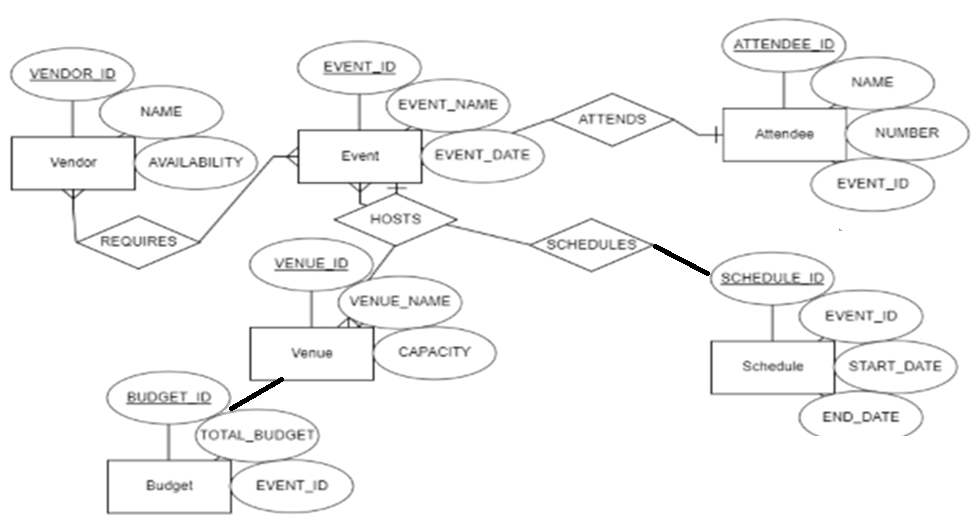 VENDOR_ID
NAME
Vendor
AVAILABILITY
REQUIRES
EVENT_ID
EVENT_NAME
Event
EVENT_DATE
ATTENDS
ATTENDEE_ID
NAME
Attendee
NUMBER
EVENT_ID
HOSTS
SCHEDULES
VENUE_ID
VENUE_NAME
Venue
CAPACITY
SCHEDULE_ID
EVENT_ID
Schedule
START_DATE
END_DATE
BUDGET_ID
TOTAL_BUDGET
Budget
EVENT_ID